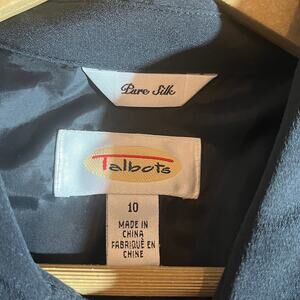 Pure Silk
Talbots
10
MADE IN
CHINA
FABRIQUÉ EN
CHINE